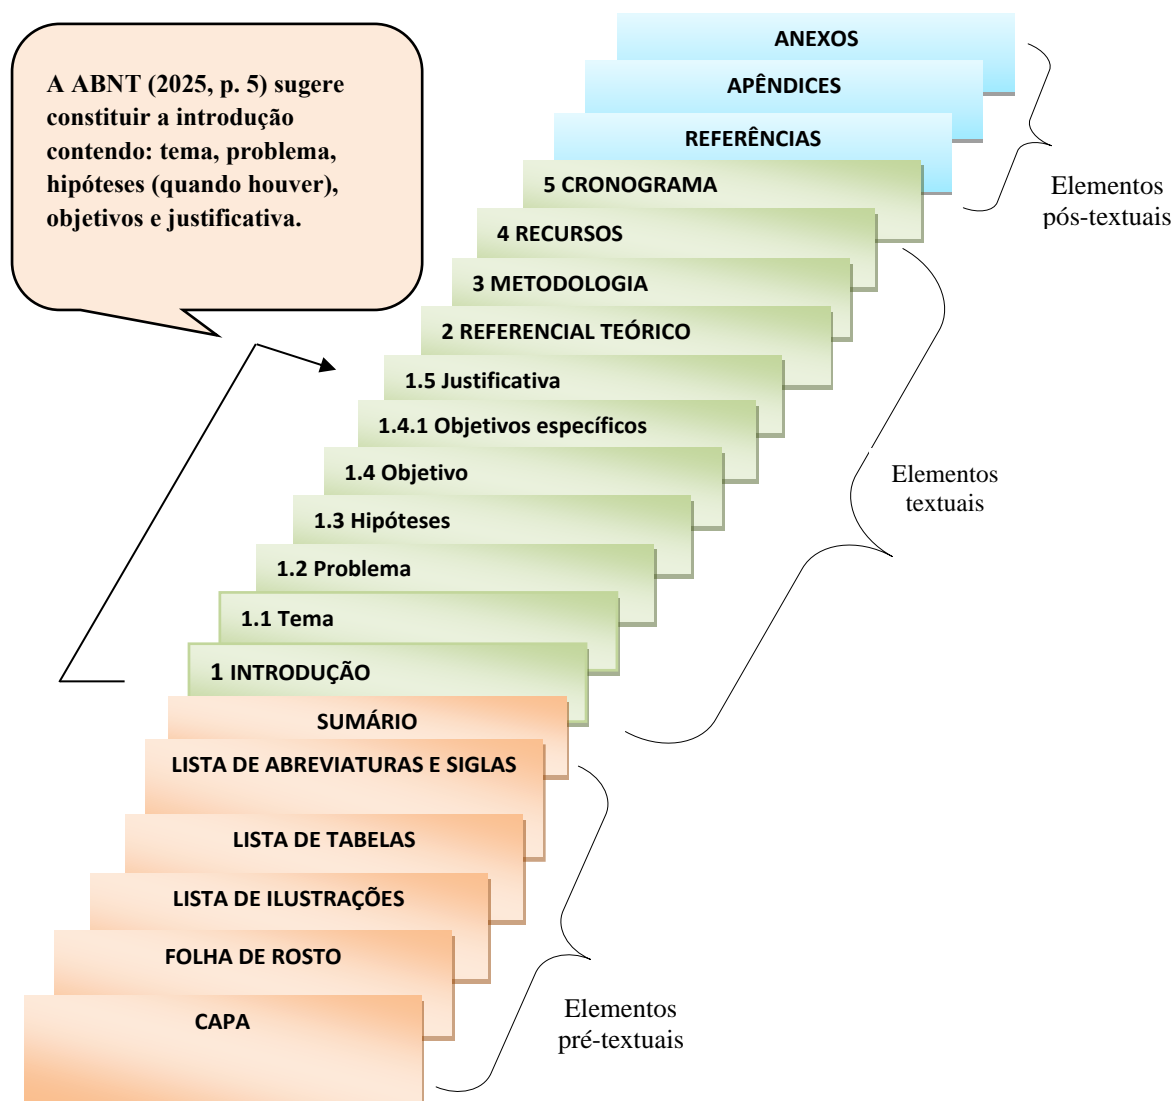 A ABNT (2025, p. 5) sugere
constituir a introdução
contendo: tema, problema,
hipóteses (quando houver),
objetivos e justificativa.
ANEXOS
APÊNDICES
REFERÊNCIAS
Elementos
pós-textuais
5 CRONOGRAMA
4 RECURSOS
3 METODOLOGIA
2 REFERENCIAL TEÓRICO
1.5 Justificativa
1.4.1 Objetivos específicos
1.4 Objetivo
Elementos
textuais
1.3 Hipóteses
1.2 Problema
1.1 Tema
1 INTRODUÇÃO
SUMÁRIO
LISTA DE ABREVIATURAS E SIGLAS
LISTA DE TABELAS
LISTA DE ILUSTRAÇÕES
FOLHA DE ROSTO
CAPA
Elementos
pré-textuais